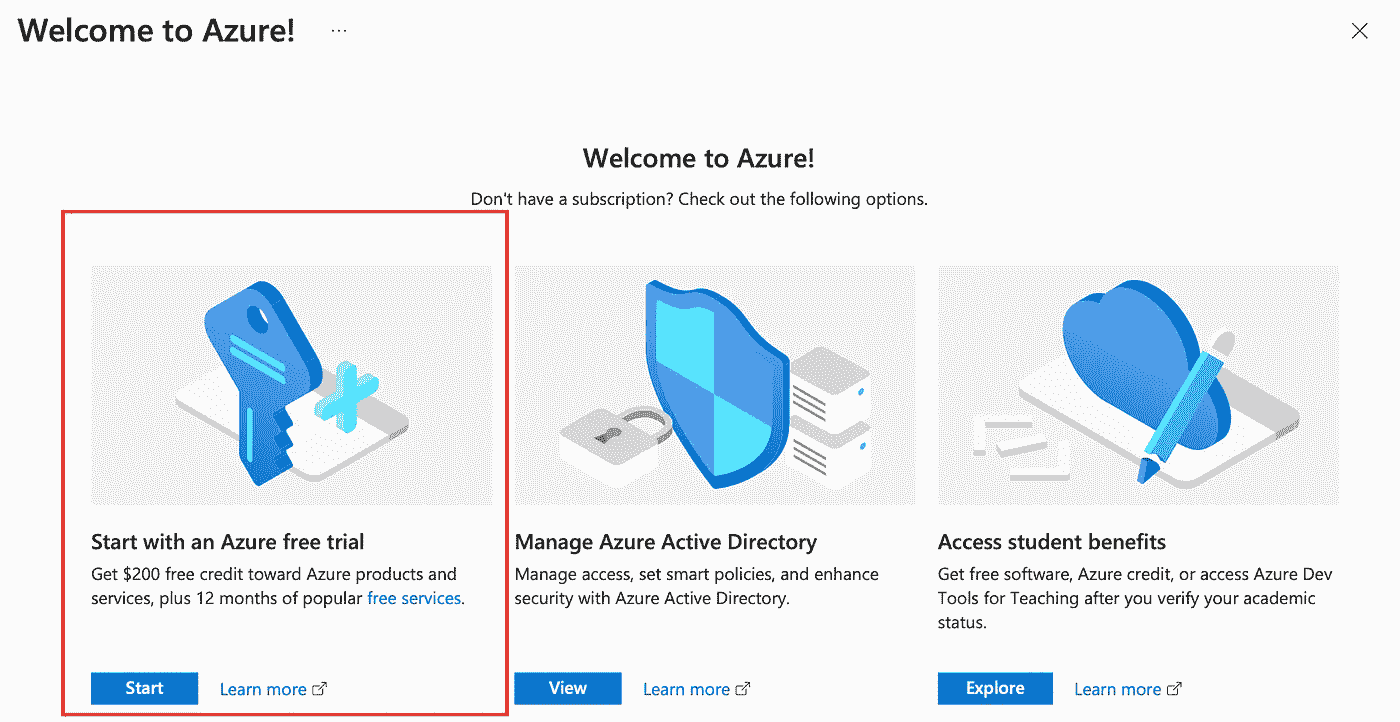 Welcome to Azure! ...
Welcome to Azure!
Don't have a subscription? Check out the following options.
Start with an Azure free trial
Get $200 free credit toward Azure products and
services, plus 12 months of popular free services.
Start Learn more
Manage Azure Active Directory
Manage access, set smart policies, and enhance
security with Azure Active Directory.
View Learn more
Access student benefits
Get free software, Azure credit, or access Azure Dev
Tools for Teaching after you verify your academic
status.
Explore Learn more